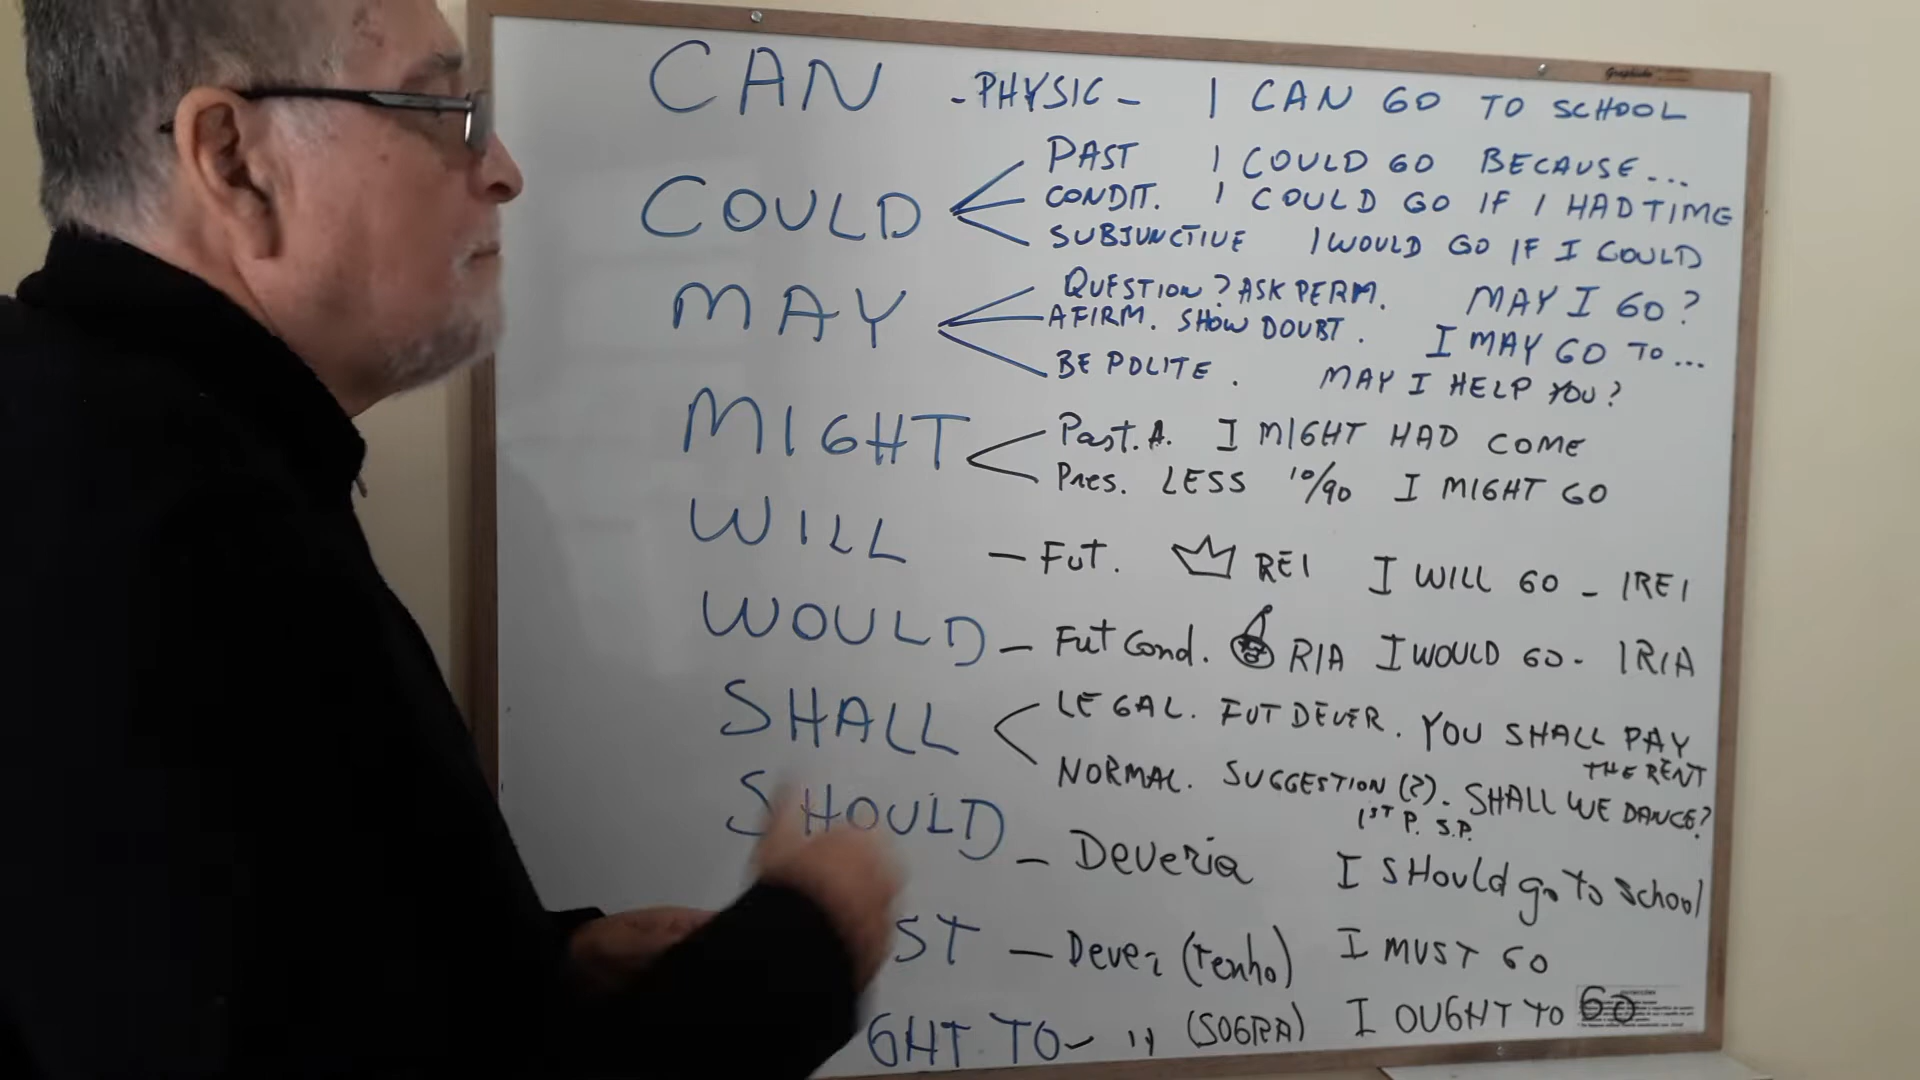 CAN - PHYSIC - I CAN GO TO SCHOOL
PAST I COULD GO BECAUSE...
COULD CONDIT. I COULD GO IF I HAD TIME
SUBJUNCTIVE I WOULD GO IF I COULD
QUESTION? ASK PERM. MAY I GO?
MAY AFIRM. SHOW DOUBT. I MAY GO TO...
BE POLITE. MAY I HELP YOU?
MIGHT Past. A. I MIGHT HAD COME
Pres. LESS 10/90 I MIGHT GO
WILL - Fut. REI I WILL GO - IREI
WOULD - Fut Cond. RIA I WOULD GO - IRIA
SHALL LEGAL. FUT DEVER. YOU SHALL PAY
THE RENT
NORMAL. SUGGESTION (?). SHALL WE DANCE?
1ST P. S.P.
SHOULD - Deveria I SHould go To School
ST - Dever (tenho) I MUST GO
GHT TO - " (SOGRA) I OUGHT TO GO